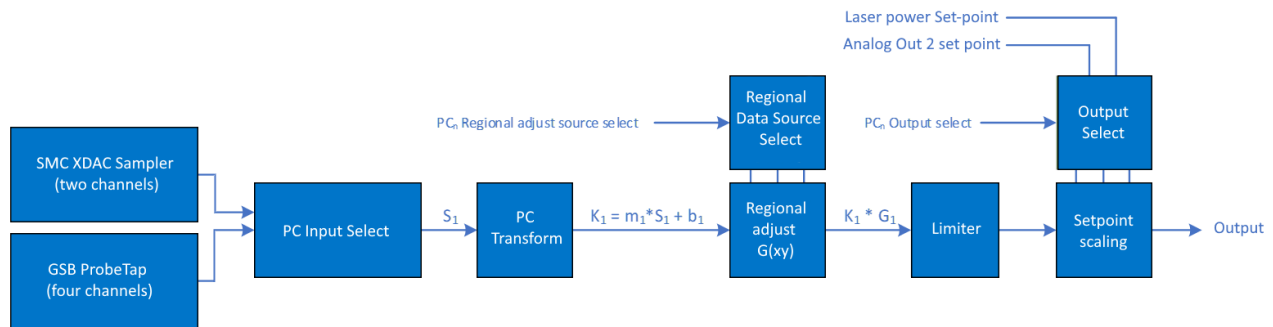 Laser power Set-point
Analog Out 2 set point
Regional
Data Source
Select
Output
Select
PCₙ Regional adjust source select
PCₙ Output select
SMC XDAC Sampler
(two channels)
GSB ProbeTap
(four channels)
PC Input Select
S₁
PC
Transform
K₁ = m₁*S₁ + b₁
Regional
adjust
G(xy)
K₁ * G₁
Limiter
Setpoint
scaling
Output